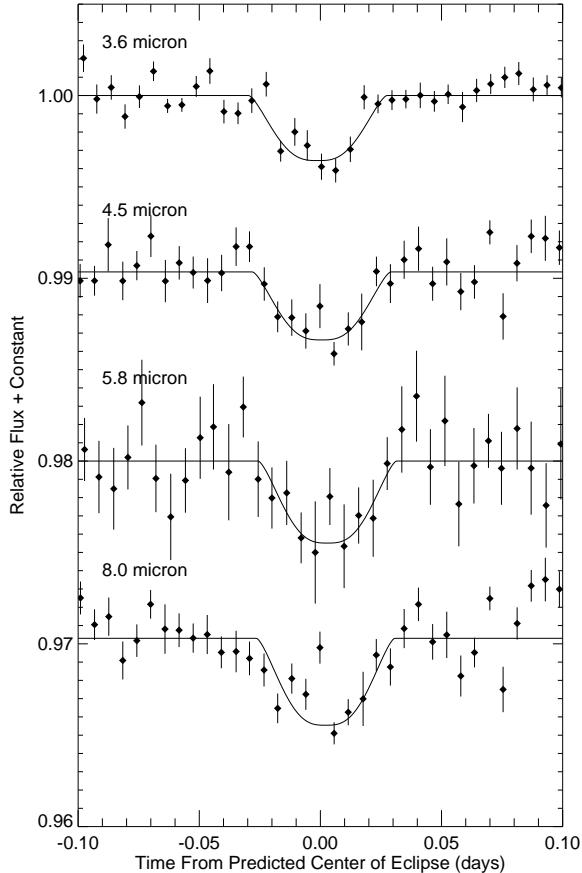 1.00
0.99
0.98
0.97
0.96
3.6 micron
4.5 micron
5.8 micron
8.0 micron
Relative Flux + Constant
-0.10
-0.05
0.00
0.05
0.10
Time From Predicted Center of Eclipse (days)